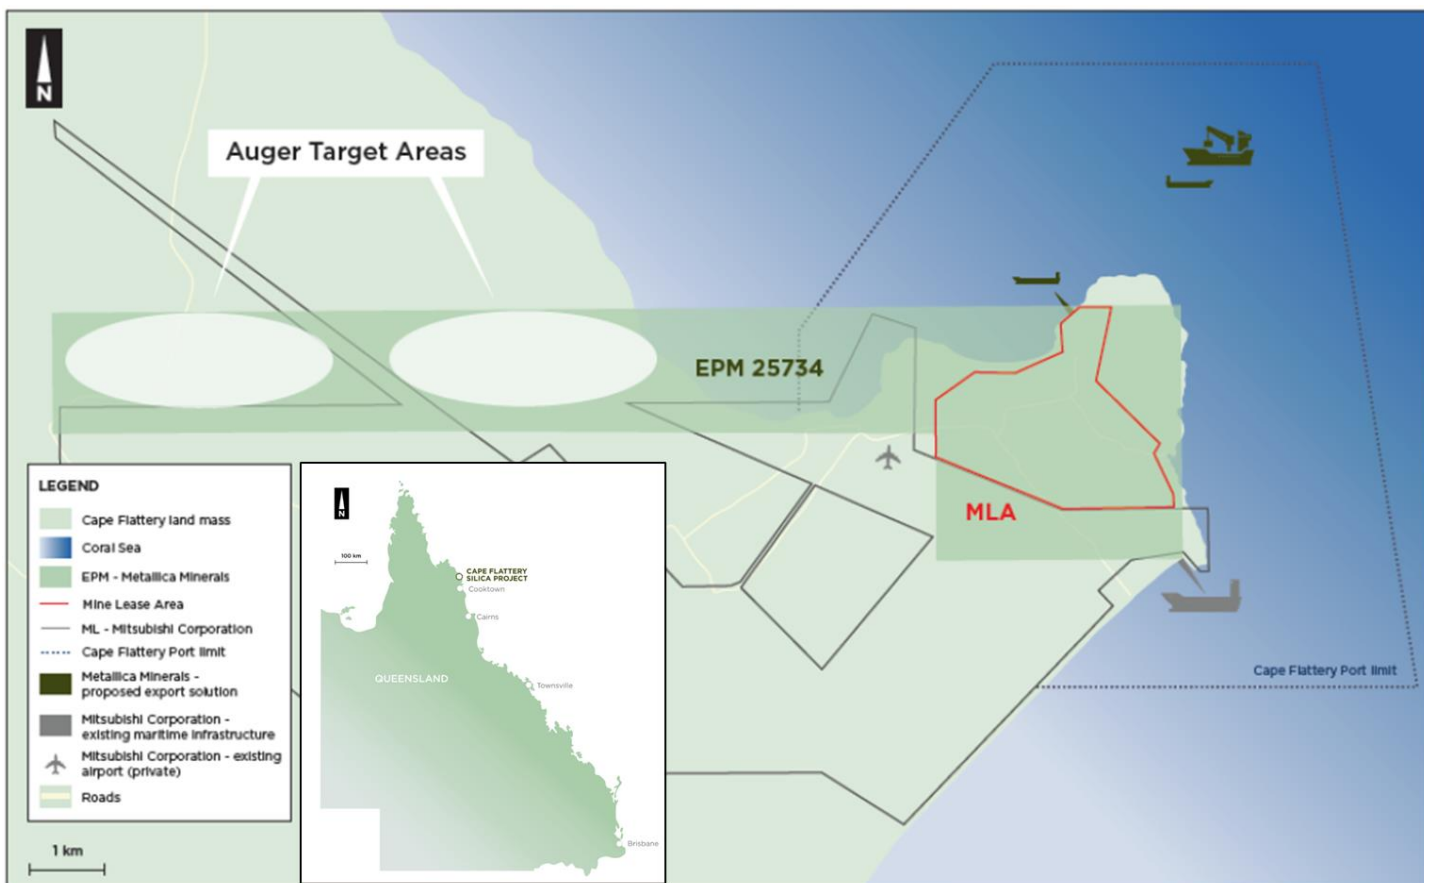 N
Auger Target Areas
EPM 25734
MLA
Cape Flattery Port limit
LEGEND
Cape Flattery land mass
Coral Sea
EPM - Metallica Minerals
Mine Lease Area
ML - Mitsubishi Corporation
Cape Flattery Port limit
Metallica Minerals -
proposed export solution
Mitsubishi Corporation -
existing maritime infrastructure
Mitsubishi Corporation - existing
airport (private)
Roads
1 km
N
100 km
CAPE FLATTERY
SILICA PROJECT
Cooktown
Cairns
QUEENSLAND
Townsville
Brisbane